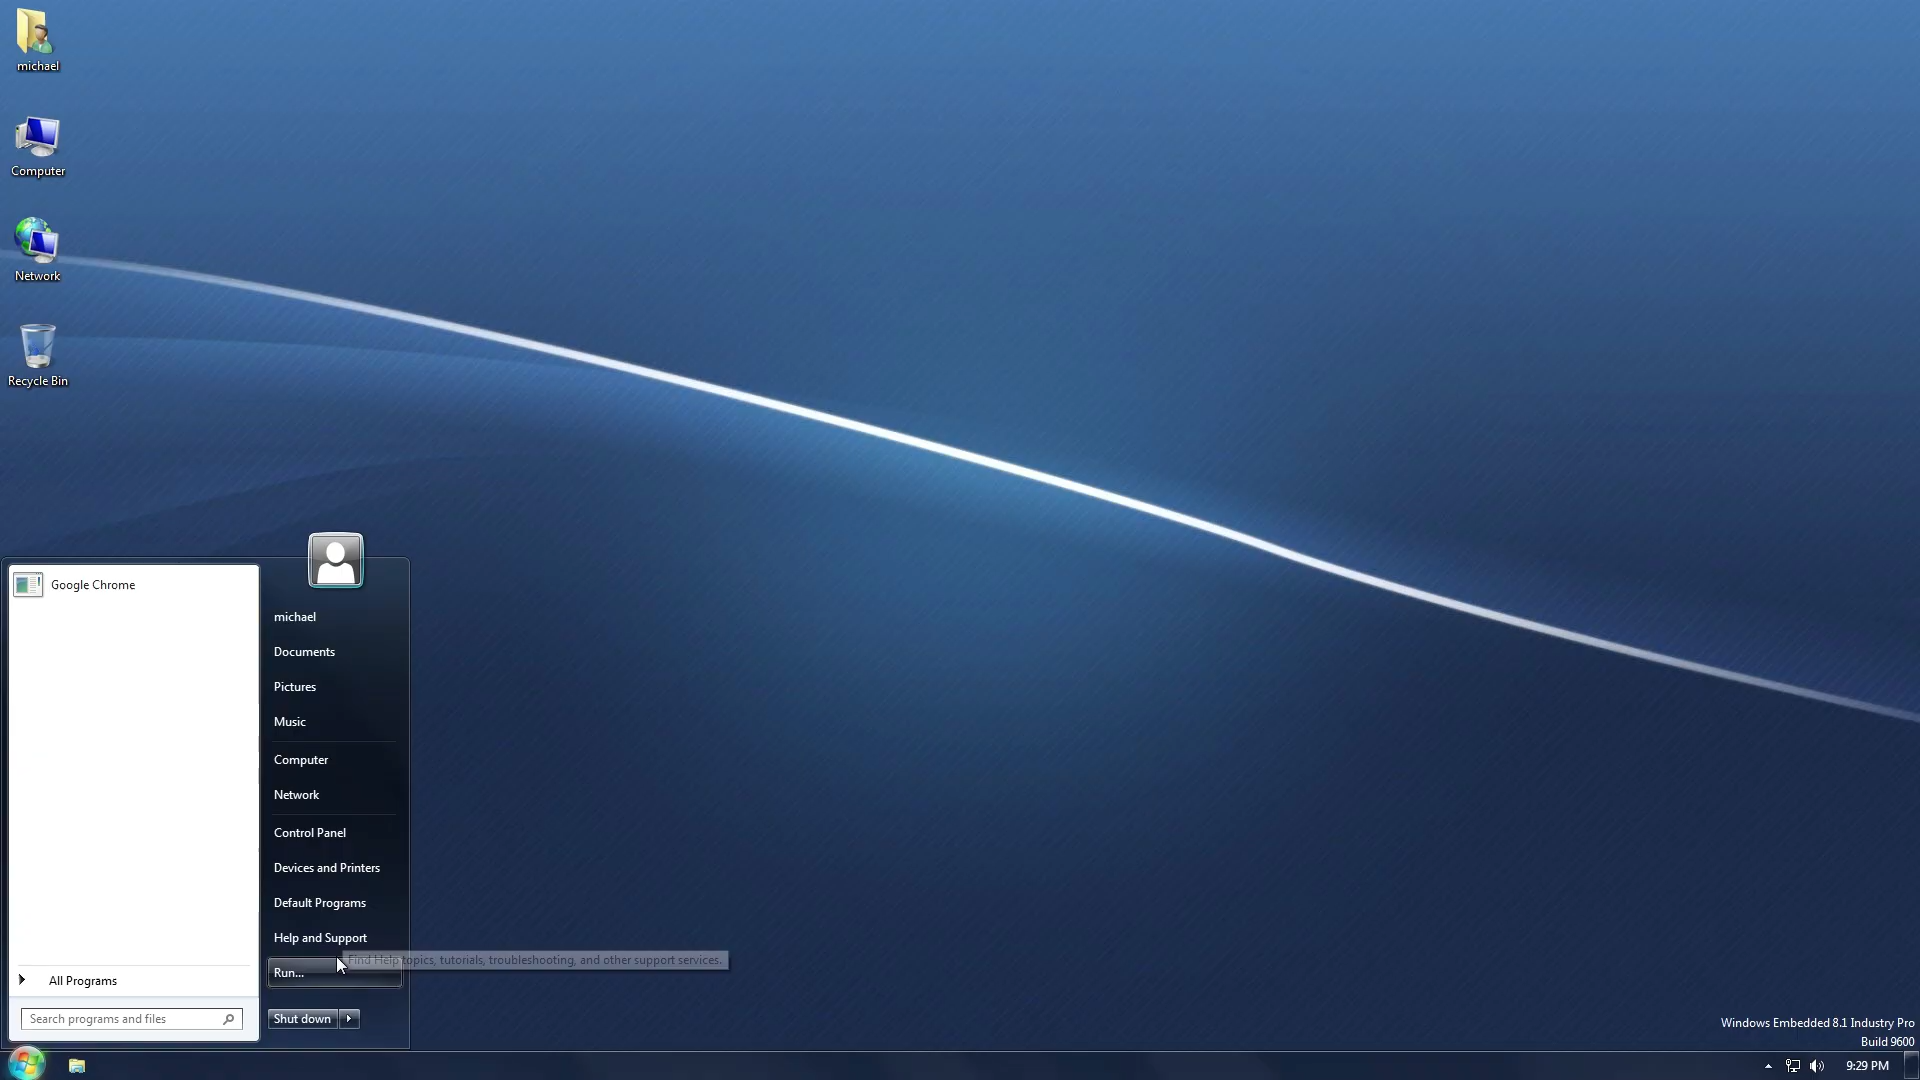 michael
Computer
Network
Recycle Bin
Google Chrome
All Programs
Search programs and files
michael
Documents
Pictures
Music
Computer
Network
Control Panel
Devices and Printers
Default Programs
Help and Support
Find Help topics, tutorials, troubleshooting, and other support services.
Run...
Shut down
Windows Embedded 8.1 Industry Pro
Build 9600
9:29 PM